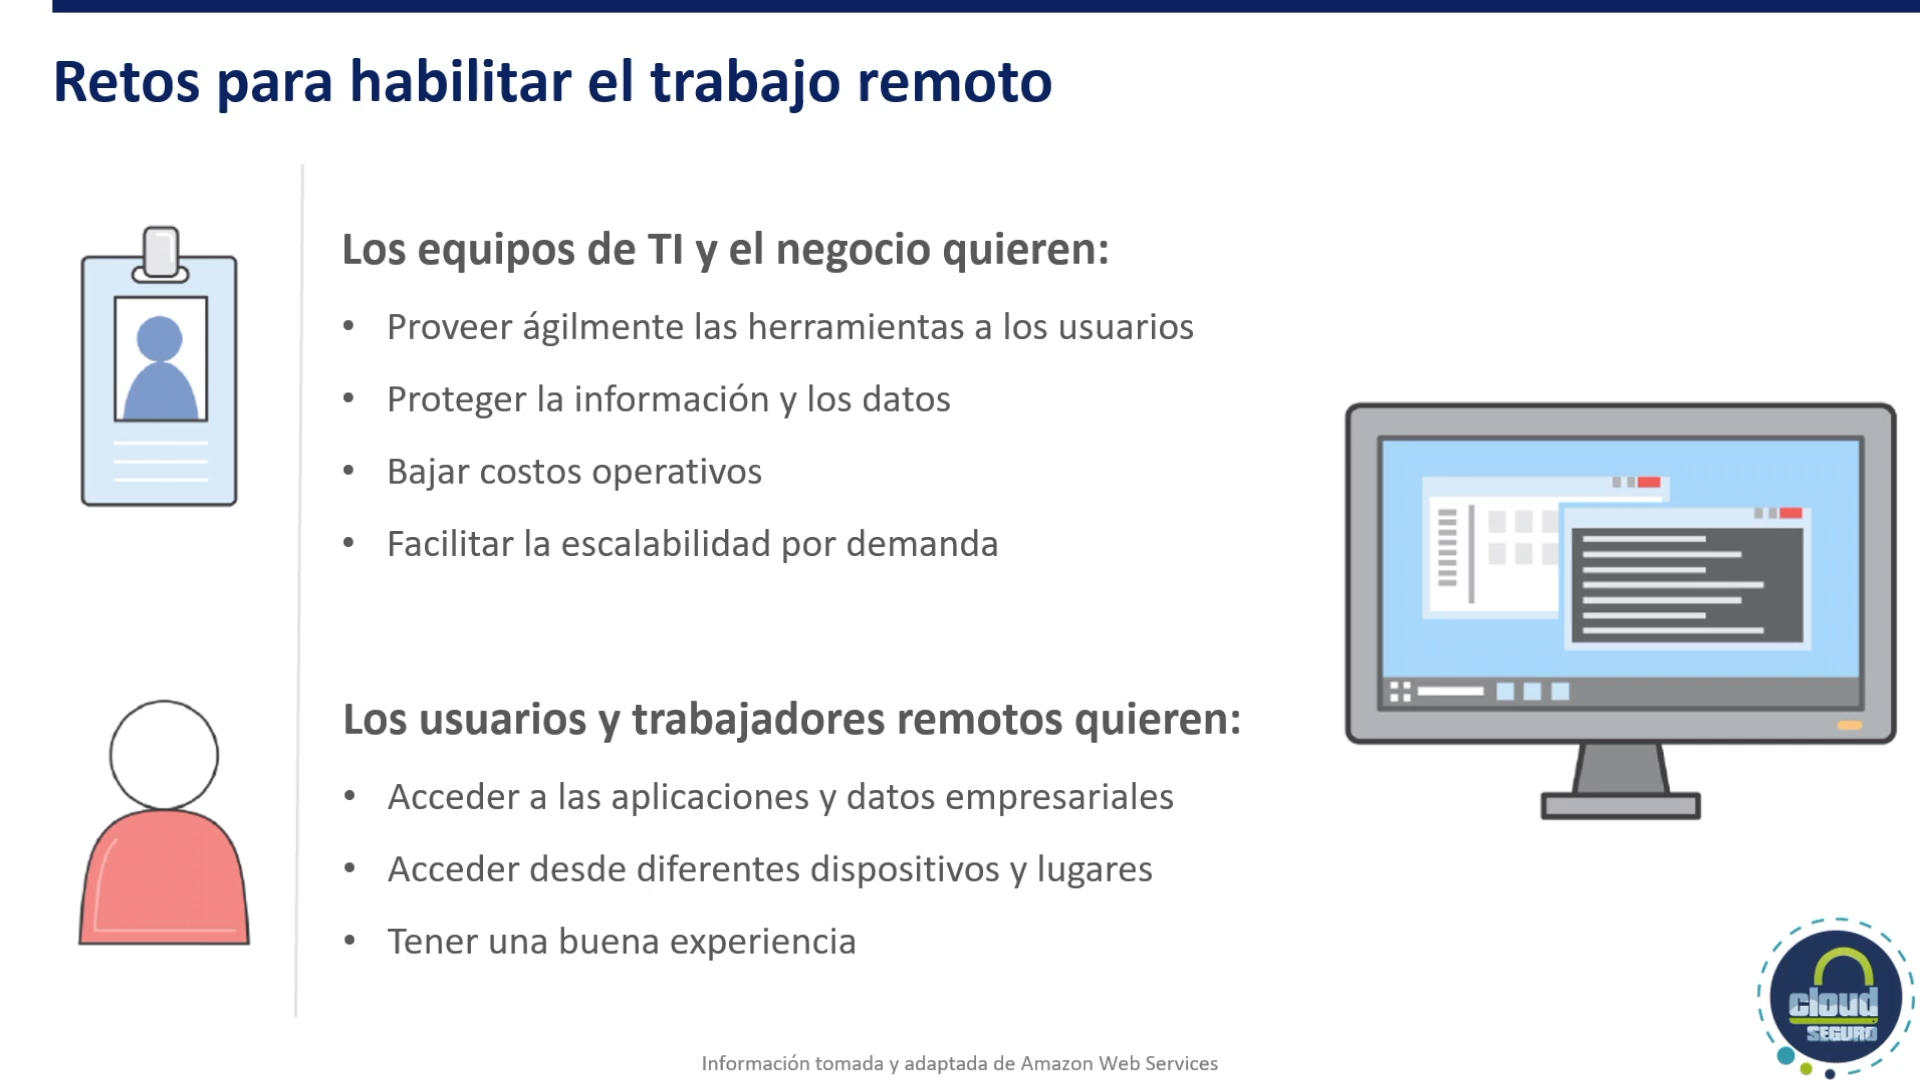 Retos para habilitar el trabajo remoto
Los equipos de TI y el negocio quieren:
• Proveer ágilmente las herramientas a los usuarios
• Proteger la información y los datos
• Bajar costos operativos
• Facilitar la escalabilidad por demanda
Los usuarios y trabajadores remotos quieren:
• Acceder a las aplicaciones y datos empresariales
• Acceder desde diferentes dispositivos y lugares
• Tener una buena experiencia
cloud
SEGURO
Información tomada y adaptada de Amazon Web Services